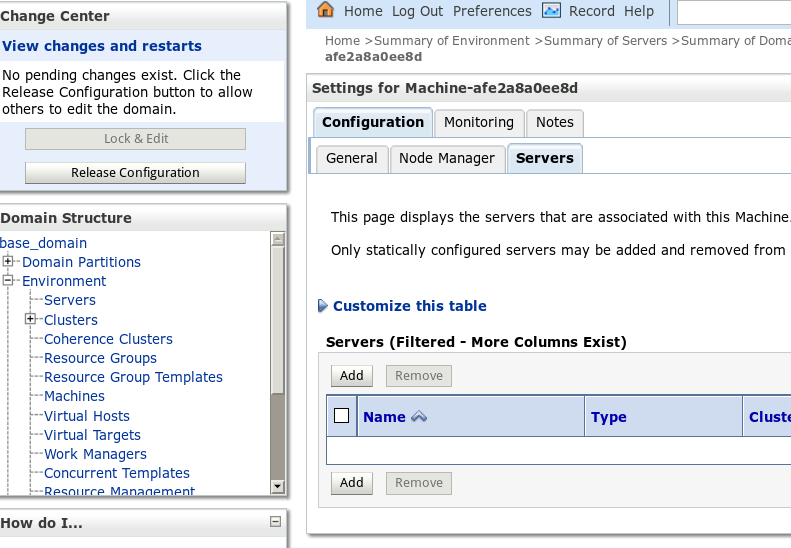 Change Center
View changes and restarts
No pending changes exist. Click the
Release Configuration button to allow
others to edit the domain.
Lock & Edit
Release Configuration
Domain Structure
base_domain
Domain Partitions
Environment
Servers
Clusters
Coherence Clusters
Resource Groups
Resource Group Templates
Machines
Virtual Hosts
Virtual Targets
Work Managers
Concurrent Templates
Resource Management
How do I...
Home Log Out Preferences Record Help
Home >Summary of Environment >Summary of Servers >Summary of Doma
afe2a8a0ee8d
Settings for Machine-afe2a8a0ee8d
Configuration Monitoring Notes
General Node Manager Servers
This page displays the servers that are associated with this Machine.
Only statically configured servers may be added and removed from
Customize this table
Servers (Filtered - More Columns Exist)
Add Remove
Name Type Cluste
Add Remove